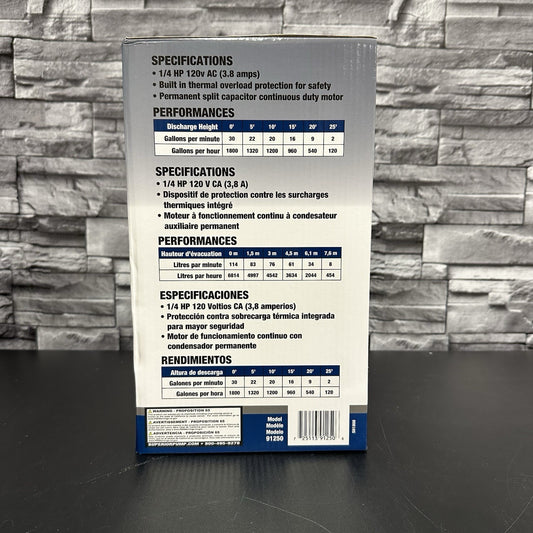 SPECIFICATIONS
• 1/4 HP 120v AC (3.8 amps)
• Built in thermal overload protection for safety
• Permanent split capacitor continuous duty motor
PERFORMANCES
Discharge Height 0' 5' 10' 15' 20' 25'
Gallons per minute 30 22 20 16 9 2
Gallons per hour 1800 1320 1200 960 540 120
SPECIFICATIONS
• 1/4 HP 120 V CA (3,8 A)
• Dispositif de protection contre les surcharges
thermiques intégré
• Moteur à fonctionnement continu à condesateur
auxiliaire permanent
PERFORMANCES
Hauteur d'évacuation 0 m 1,5 m 3 m 4,5 m 6,1 m 7,6 m
Litres par minute 114 83 76 61 34 8
Litres par heure 6814 4997 4542 3634 2044 454
ESPECIFICACIONES
• 1/4 HP 120 Voltios CA (3,8 amperios)
• Protección contra sobrecarga térmica integrada
para mayor seguridad
• Motor de funcionamiento continuo con
condensador permanente
RENDIMIENTOS
Altura de descarga 0' 5' 10' 15' 20' 25'
Galones por minuto 30 22 20 16 9 2
Galones por hora 1800 1320 1200 960 540 120
WARNING - PROPOSITION 65
AVERTISSEMENT - PROPOSITION 65
ADVERTENCIA - PROPOSICIÓN 65
Model
Modèle
Modelo
91250
7 25193 91250